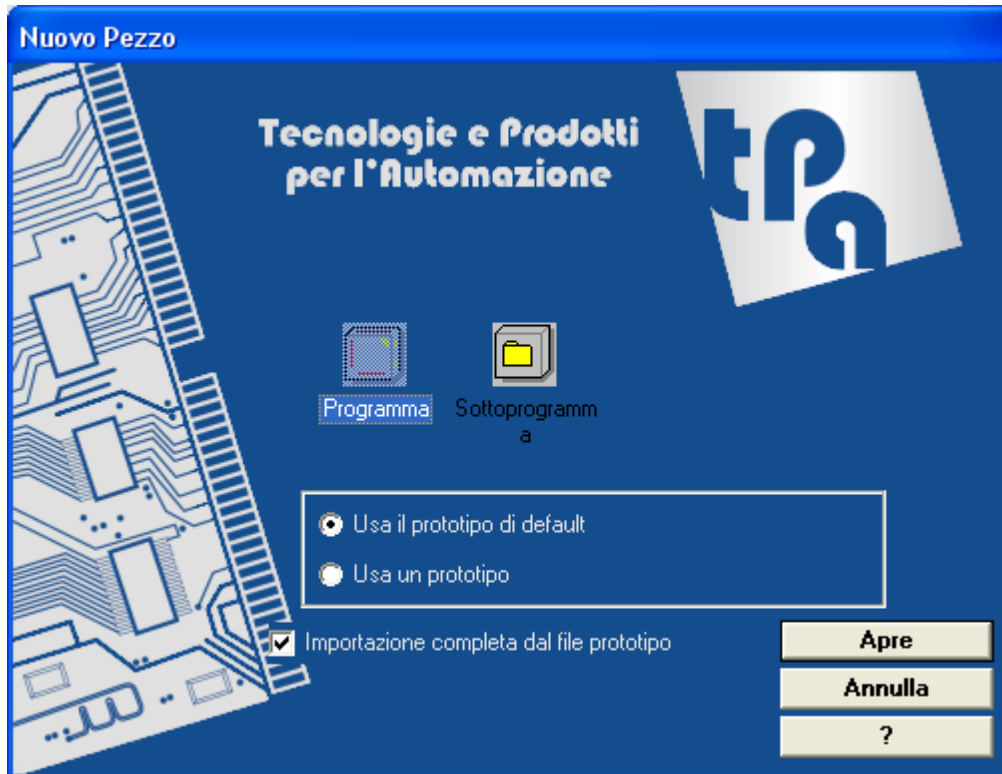 Nuovo Pezzo
Tecnologie e Prodotti
per l'Automazione
tpa
Programma
Sottoprogramm
a
Usa il prototipo di default
Usa un prototipo
Importazione completa dal file prototipo
Apre
Annulla
?